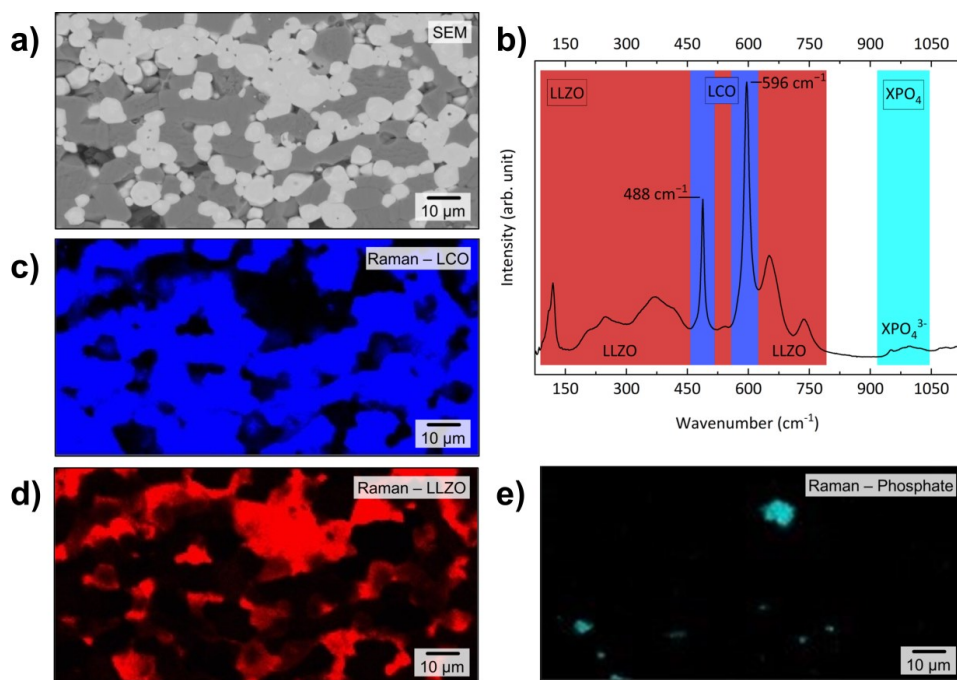 a)
SEM
10 µm
b)
150 300 450 600 750 900 1050
LLZO
LCO
596 cm⁻¹
XPO₄
488 cm⁻¹
Intensity (arb. unit)
LLZO
LLZO
XPO₄³⁻
150 300 450 600 750 900 1050
Wavenumber (cm⁻¹)
c)
Raman – LCO
10 µm
d)
Raman – LLZO
10 µm
e)
Raman – Phosphate
10 µm